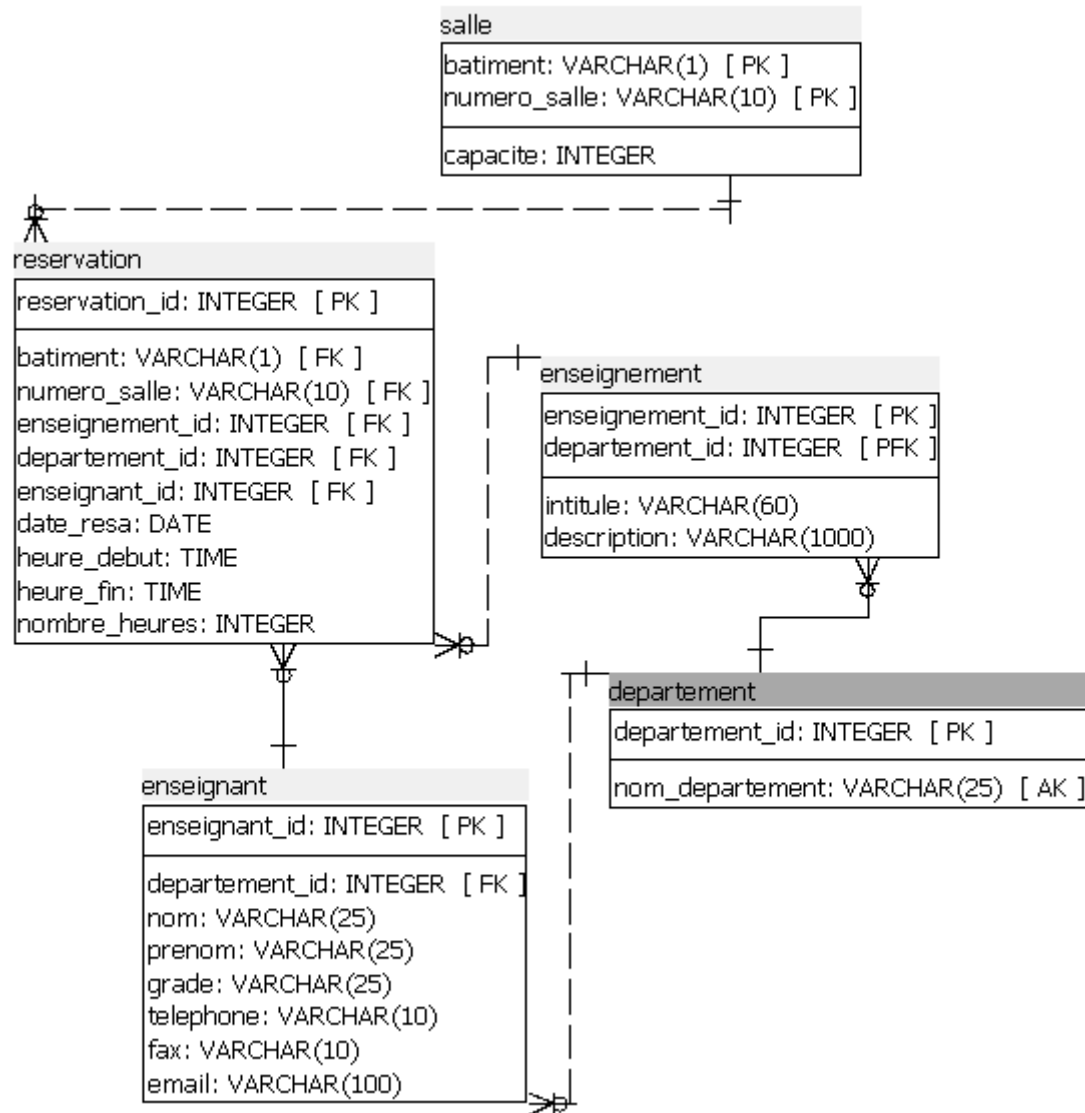 salle
batiment: VARCHAR(1) [ PK ]
numero_salle: VARCHAR(10) [ PK ]
capacite: INTEGER
reservation
reservation_id: INTEGER [ PK ]
batiment: VARCHAR(1) [ FK ]
numero_salle: VARCHAR(10) [ FK ]
enseignement_id: INTEGER [ FK ]
departement_id: INTEGER [ FK ]
enseignant_id: INTEGER [ FK ]
date_resa: DATE
heure_debut: TIME
heure_fin: TIME
nombre_heures: INTEGER
enseignement
enseignement_id: INTEGER [ PK ]
departement_id: INTEGER [ PFK ]
intitule: VARCHAR(60)
description: VARCHAR(1000)
departement
departement_id: INTEGER [ PK ]
nom_departement: VARCHAR(25) [ AK ]
enseignant
enseignant_id: INTEGER [ PK ]
departement_id: INTEGER [ FK ]
nom: VARCHAR(25)
prenom: VARCHAR(25)
grade: VARCHAR(25)
telephone: VARCHAR(10)
fax: VARCHAR(10)
email: VARCHAR(100)